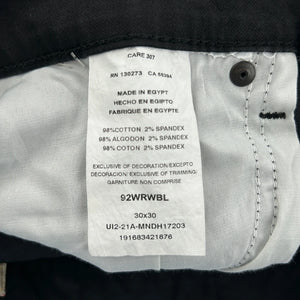 CARE 307
RN 130273 CA 55304
MADE IN EGYPT
HECHO EN EGIPTO
FABRIQUE EN EGYPTE
98%COTTON 2% SPANDEX
98% ALGODON 2% SPANDEX
98% COTON 2% SPANDEX
EXCLUSIVE OF DECORATION/EXCEPTO
DECORACION/ EXCLUSIVE DE TRIMMING/
GARNITURE NON COMPRISE
92WRWBL
30x30
UI2-21A-MNDH17203
191683421876